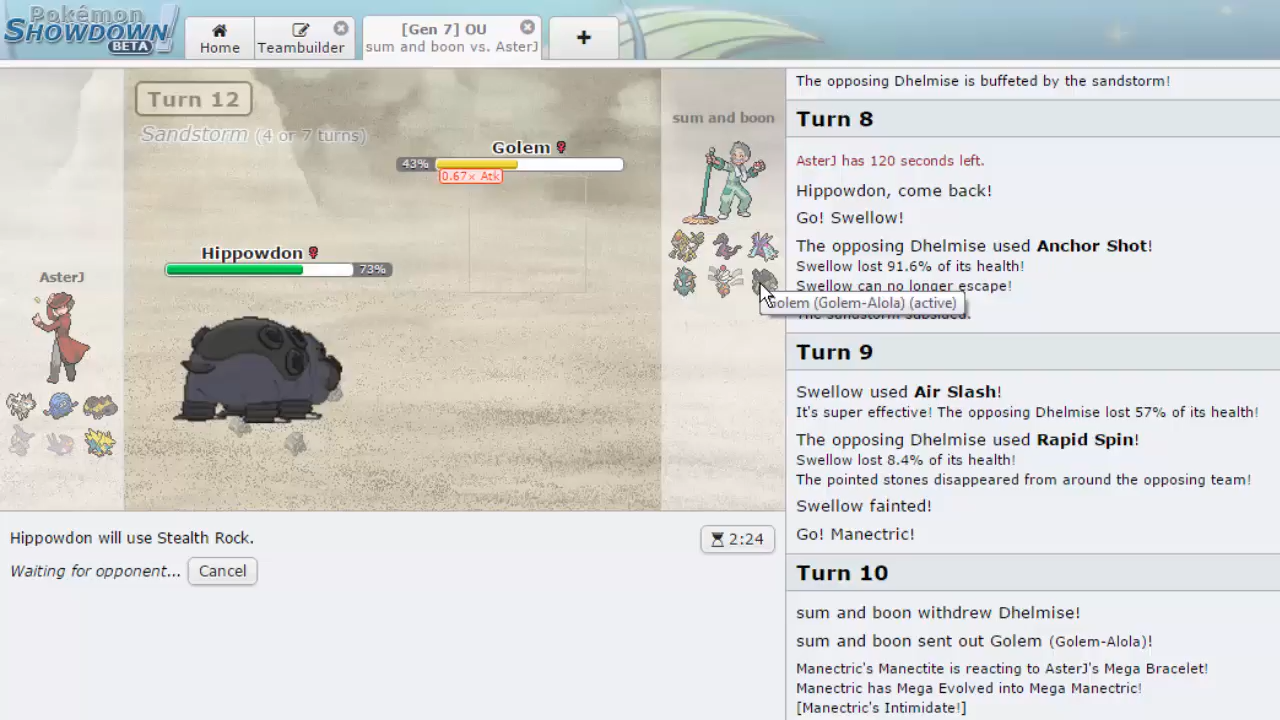 Pokémon
SHOWDOWN!
BETA
Home
Teambuilder
[Gen 7] OU
sum and boon vs. AsterJ
+
Turn 12
Sandstorm (4 or 7 turns)
Golem
43%
0.67× Atk
Hippowdon
73%
AsterJ
sum and boon
Golem (Golem-Alola) (active)
Hippowdon will use Stealth Rock.
2:24
Waiting for opponent... Cancel
The opposing Dhelmise is buffeted by the sandstorm!
Turn 8
AsterJ has 120 seconds left.
Hippowdon, come back!
Go! Swellow!
The opposing Dhelmise used Anchor Shot!
Swellow lost 91.6% of its health!
Swellow can no longer escape!
The sandstorm subsided.
Turn 9
Swellow used Air Slash!
It's super effective! The opposing Dhelmise lost 57% of its health!
The opposing Dhelmise used Rapid Spin!
Swellow lost 8.4% of its health!
The pointed stones disappeared from around the opposing team!
Swellow fainted!
Go! Manectric!
Turn 10
sum and boon withdrew Dhelmise!
sum and boon sent out Golem (Golem-Alola)!
Manectric's Manectite is reacting to AsterJ's Mega Bracelet!
Manectric has Mega Evolved into Mega Manectric!
[Manectric's Intimidate!]